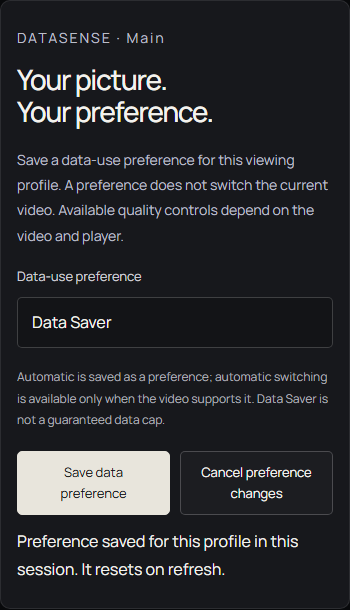 DATASENSE · Main
Your picture.
Your preference.
Save a data-use preference for this viewing
profile. A preference does not switch the current
video. Available quality controls depend on the
video and player.
Data-use preference
Data Saver
Automatic is saved as a preference; automatic switching
is available only when the video supports it. Data Saver is
not a guaranteed data cap.
Save data
preference
Cancel preference
changes
Preference saved for this profile in this
session. It resets on refresh.